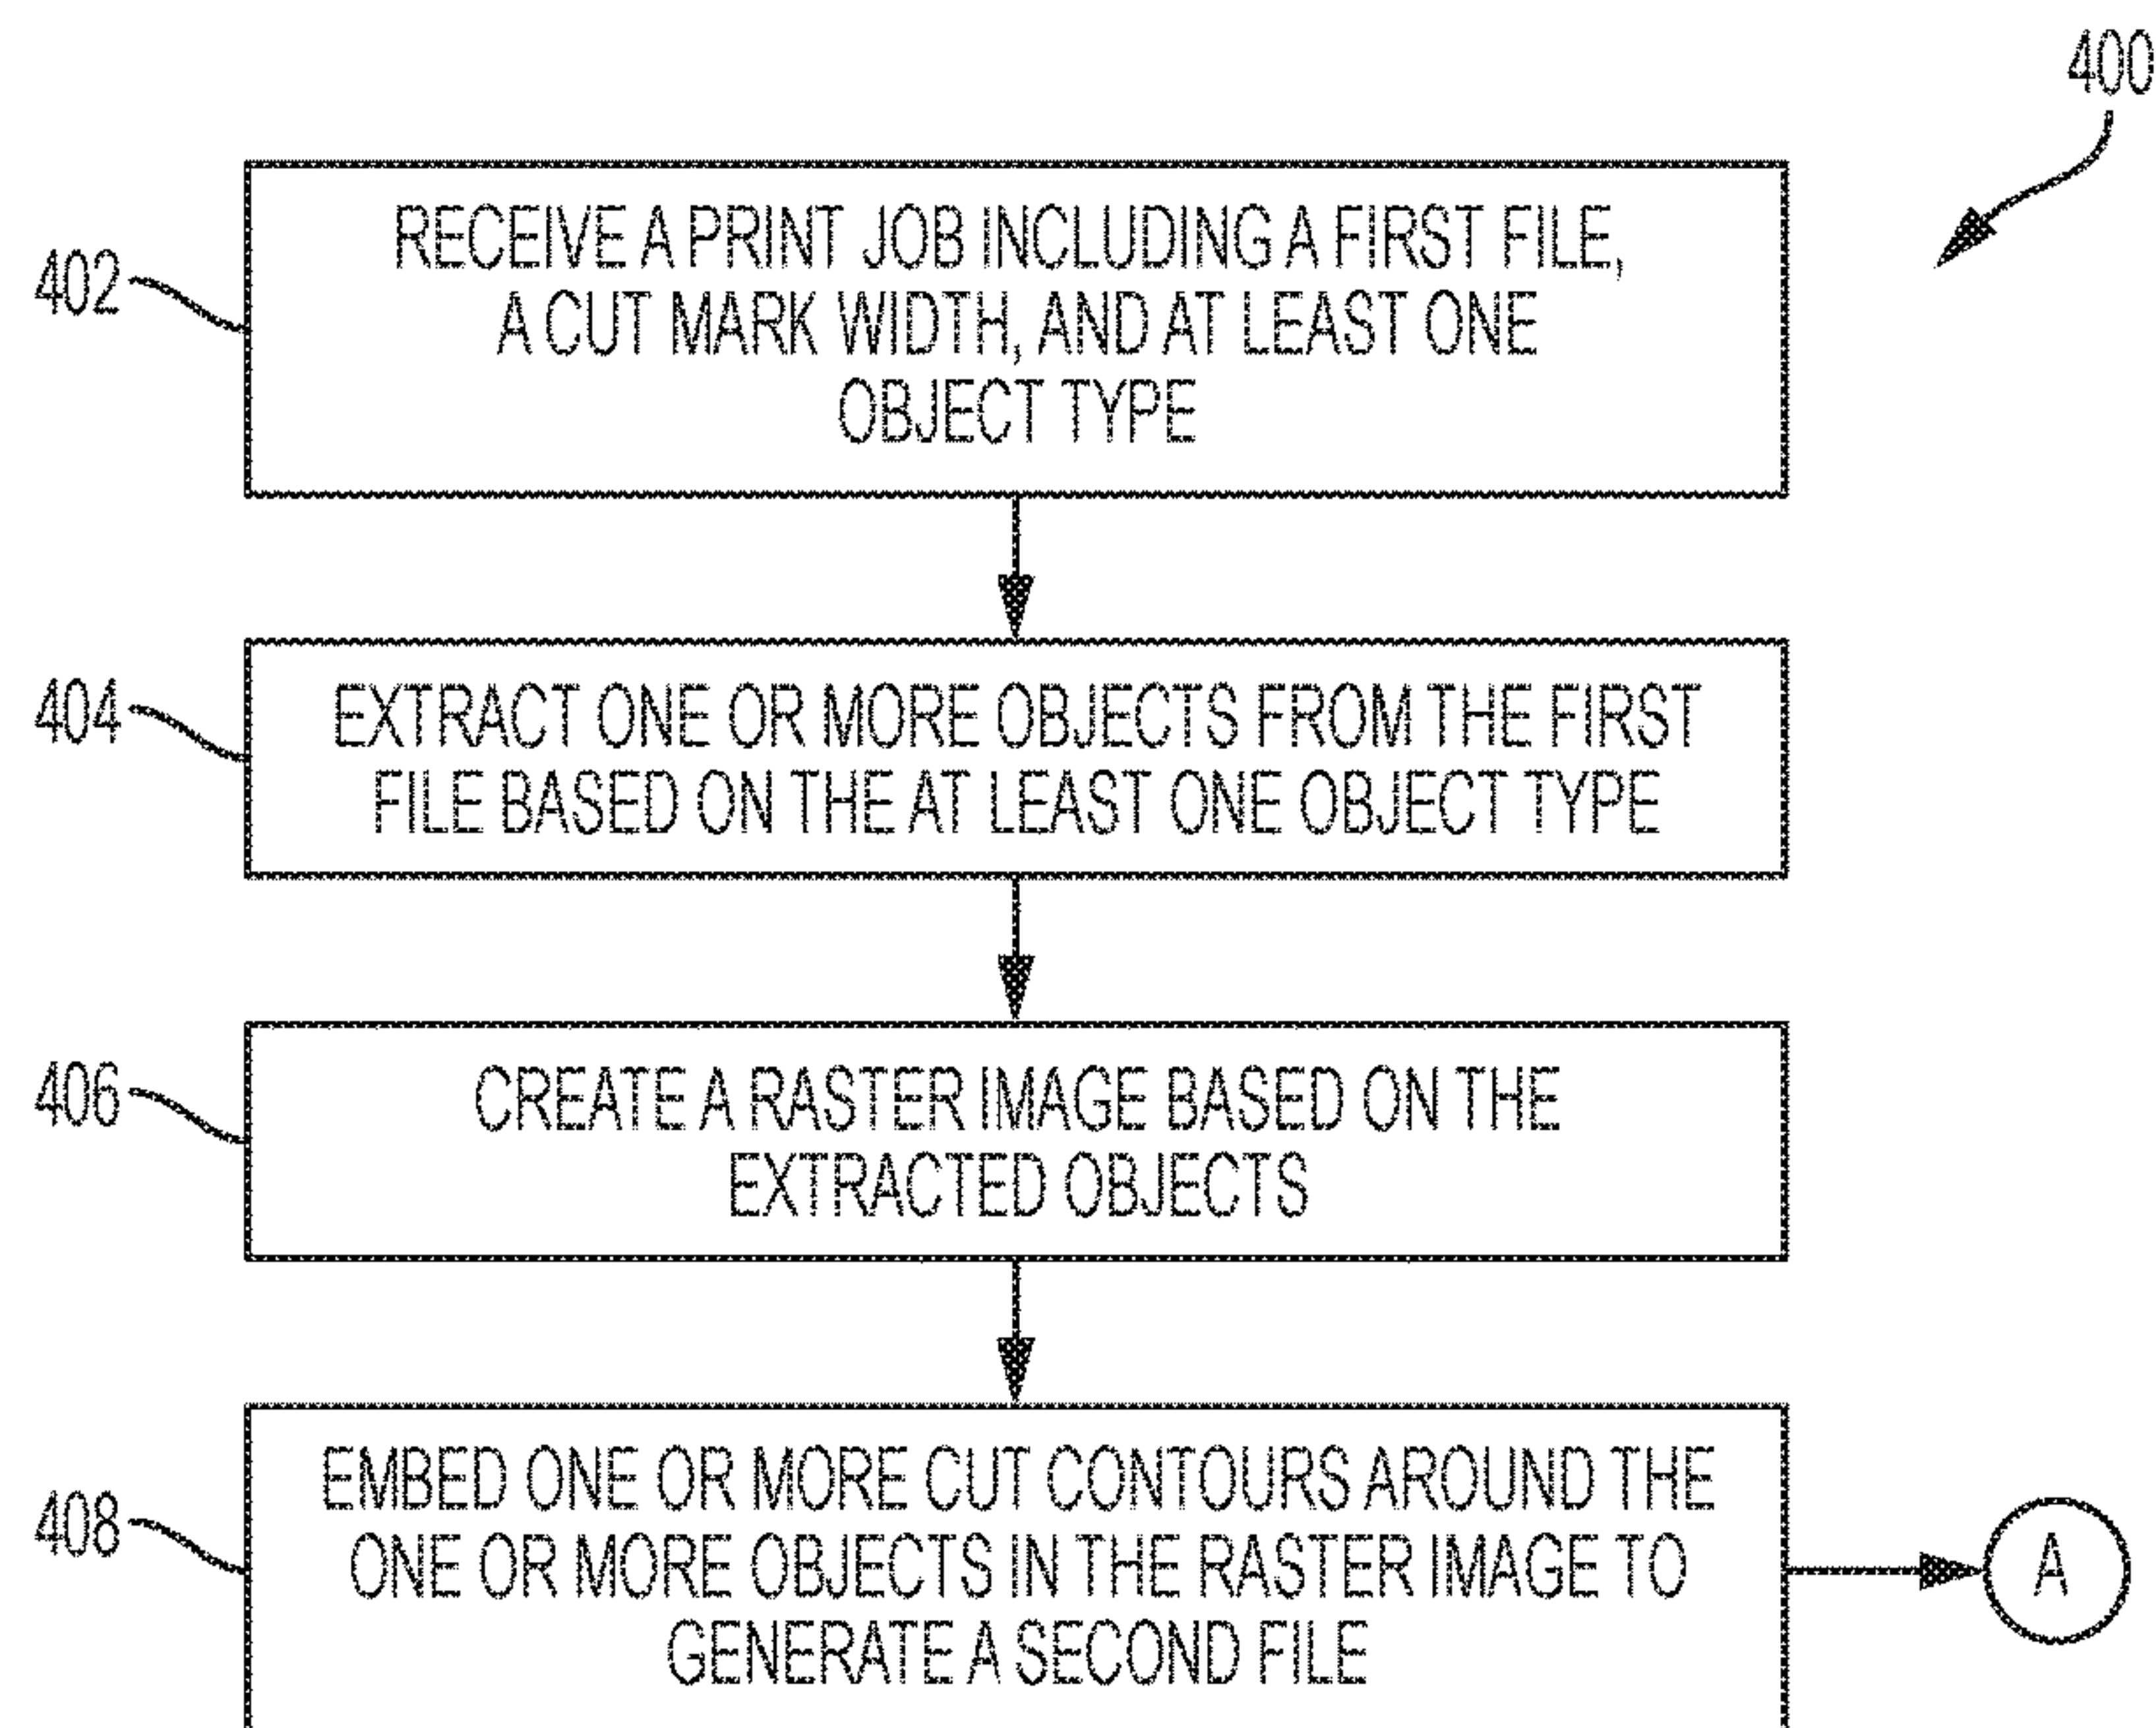 400
402
RECEIVE A PRINT JOB INCLUDING A FIRST FILE,
A CUT MARK WIDTH, AND AT LEAST ONE
OBJECT TYPE
404
EXTRACT ONE OR MORE OBJECTS FROM THE FIRST
FILE BASED ON THE AT LEAST ONE OBJECT TYPE
406
CREATE A RASTER IMAGE BASED ON THE
EXTRACTED OBJECTS
408
EMBED ONE OR MORE CUT CONTOURS AROUND THE
ONE OR MORE OBJECTS IN THE RASTER IMAGE TO
GENERATE A SECOND FILE
A